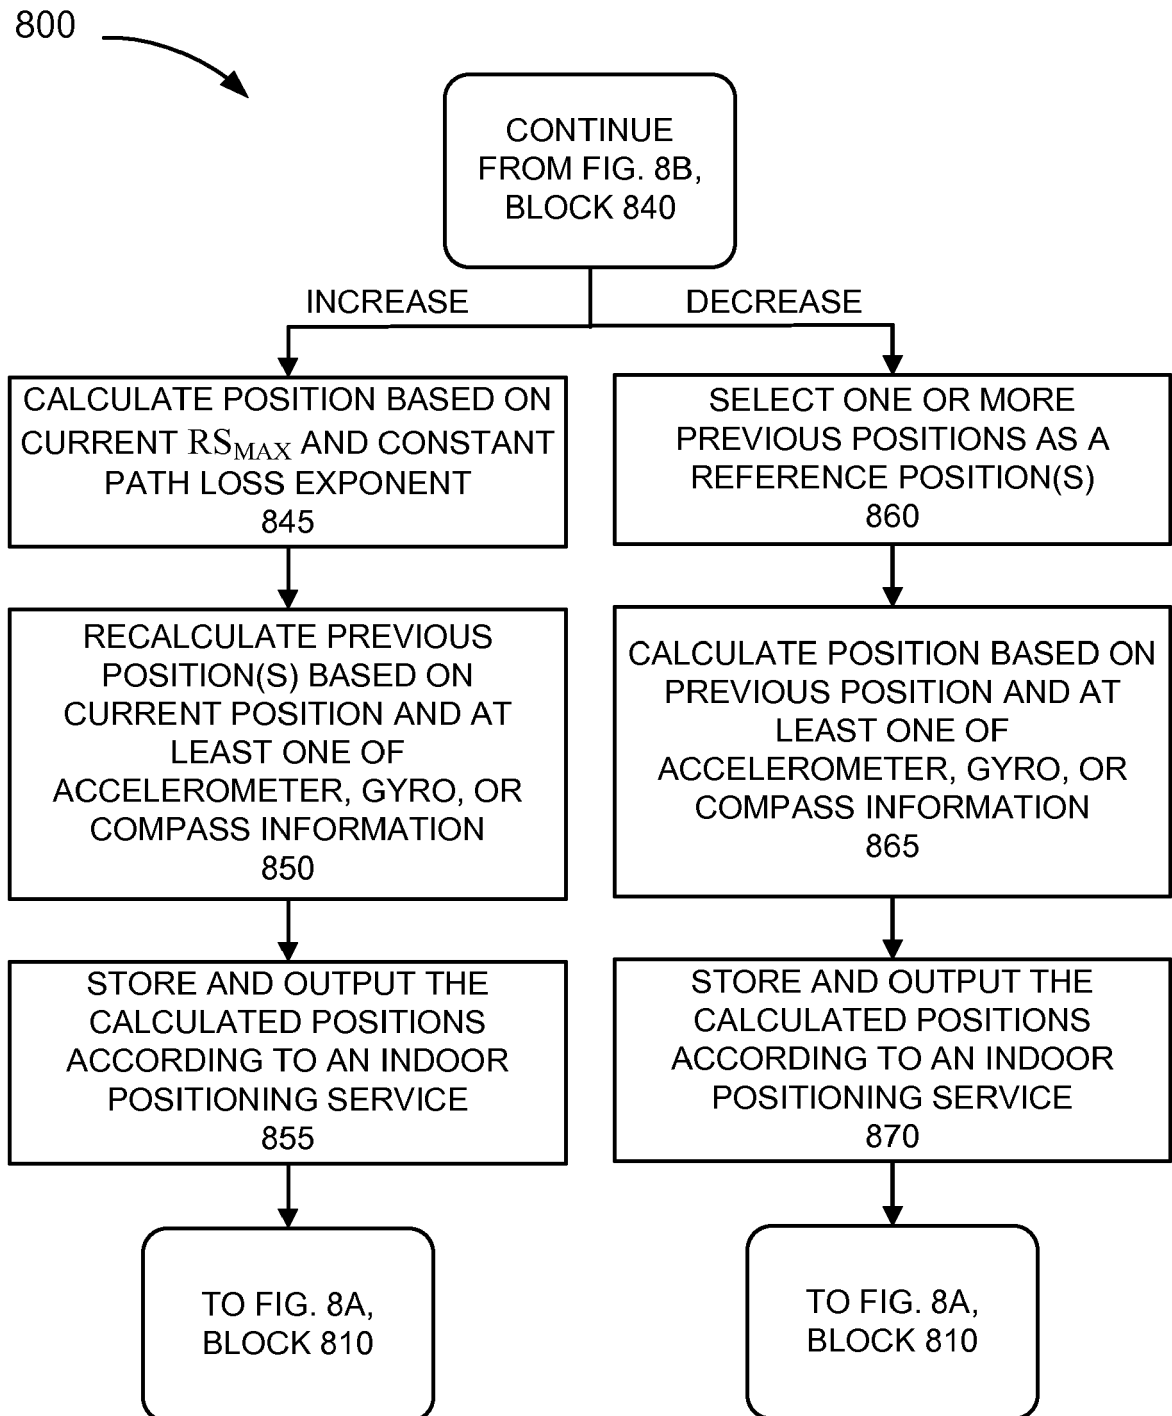 800
CONTINUE
FROM FIG. 8B,
BLOCK 840
INCREASE
DECREASE
CALCULATE POSITION BASED ON
CURRENT RSMAX AND CONSTANT
PATH LOSS EXPONENT
845
SELECT ONE OR MORE
PREVIOUS POSITIONS AS A
REFERENCE POSITION(S)
860
RECALCULATE PREVIOUS
POSITION(S) BASED ON
CURRENT POSITION AND AT
LEAST ONE OF
ACCELEROMETER, GYRO, OR
COMPASS INFORMATION
850
CALCULATE POSITION BASED ON
PREVIOUS POSITION AND AT
LEAST ONE OF
ACCELEROMETER, GYRO, OR
COMPASS INFORMATION
865
STORE AND OUTPUT THE
CALCULATED POSITIONS
ACCORDING TO AN INDOOR
POSITIONING SERVICE
855
STORE AND OUTPUT THE
CALCULATED POSITIONS
ACCORDING TO AN INDOOR
POSITIONING SERVICE
870
TO FIG. 8A,
BLOCK 810
TO FIG. 8A,
BLOCK 810